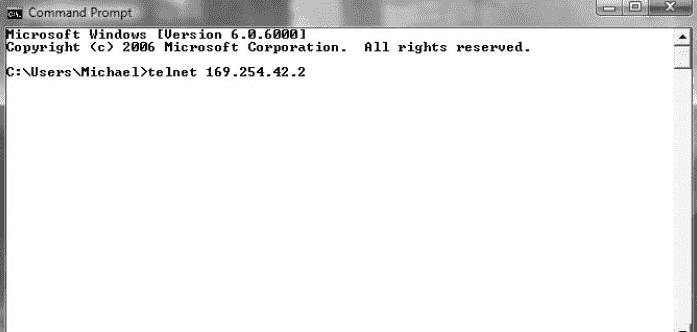 Command Prompt
Microsoft Windows [Version 6.0.6000]
Copyright (c) 2006 Microsoft Corporation.  All rights reserved.
C:\Users\Michael>telnet 169.254.42.2